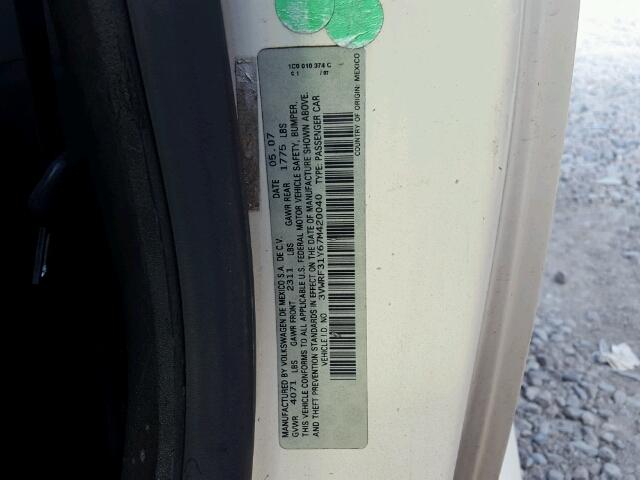 1C0 010 374 C
C 1 / 07
MANUFACTURED BY VOLKSWAGEN DE MEXICO S.A. DE C.V. DATE 05.07
GVWR 4071 LBS GAWR FRONT 2311 LBS GAWR REAR 1775 LBS
THIS VEHICLE CONFORMS TO ALL APPLICABLE U.S. FEDERAL MOTOR VEHICLE SAFETY, BUMPER,
AND THEFT PREVENTION STANDARDS IN EFFECT ON THE DATE OF MANUFACTURE SHOWN ABOVE.
VEHICLE I.D. NO 3VWRF31Y67M420040 TYPE: PASSENGER CAR
COUNTRY OF ORIGIN: MEXICO